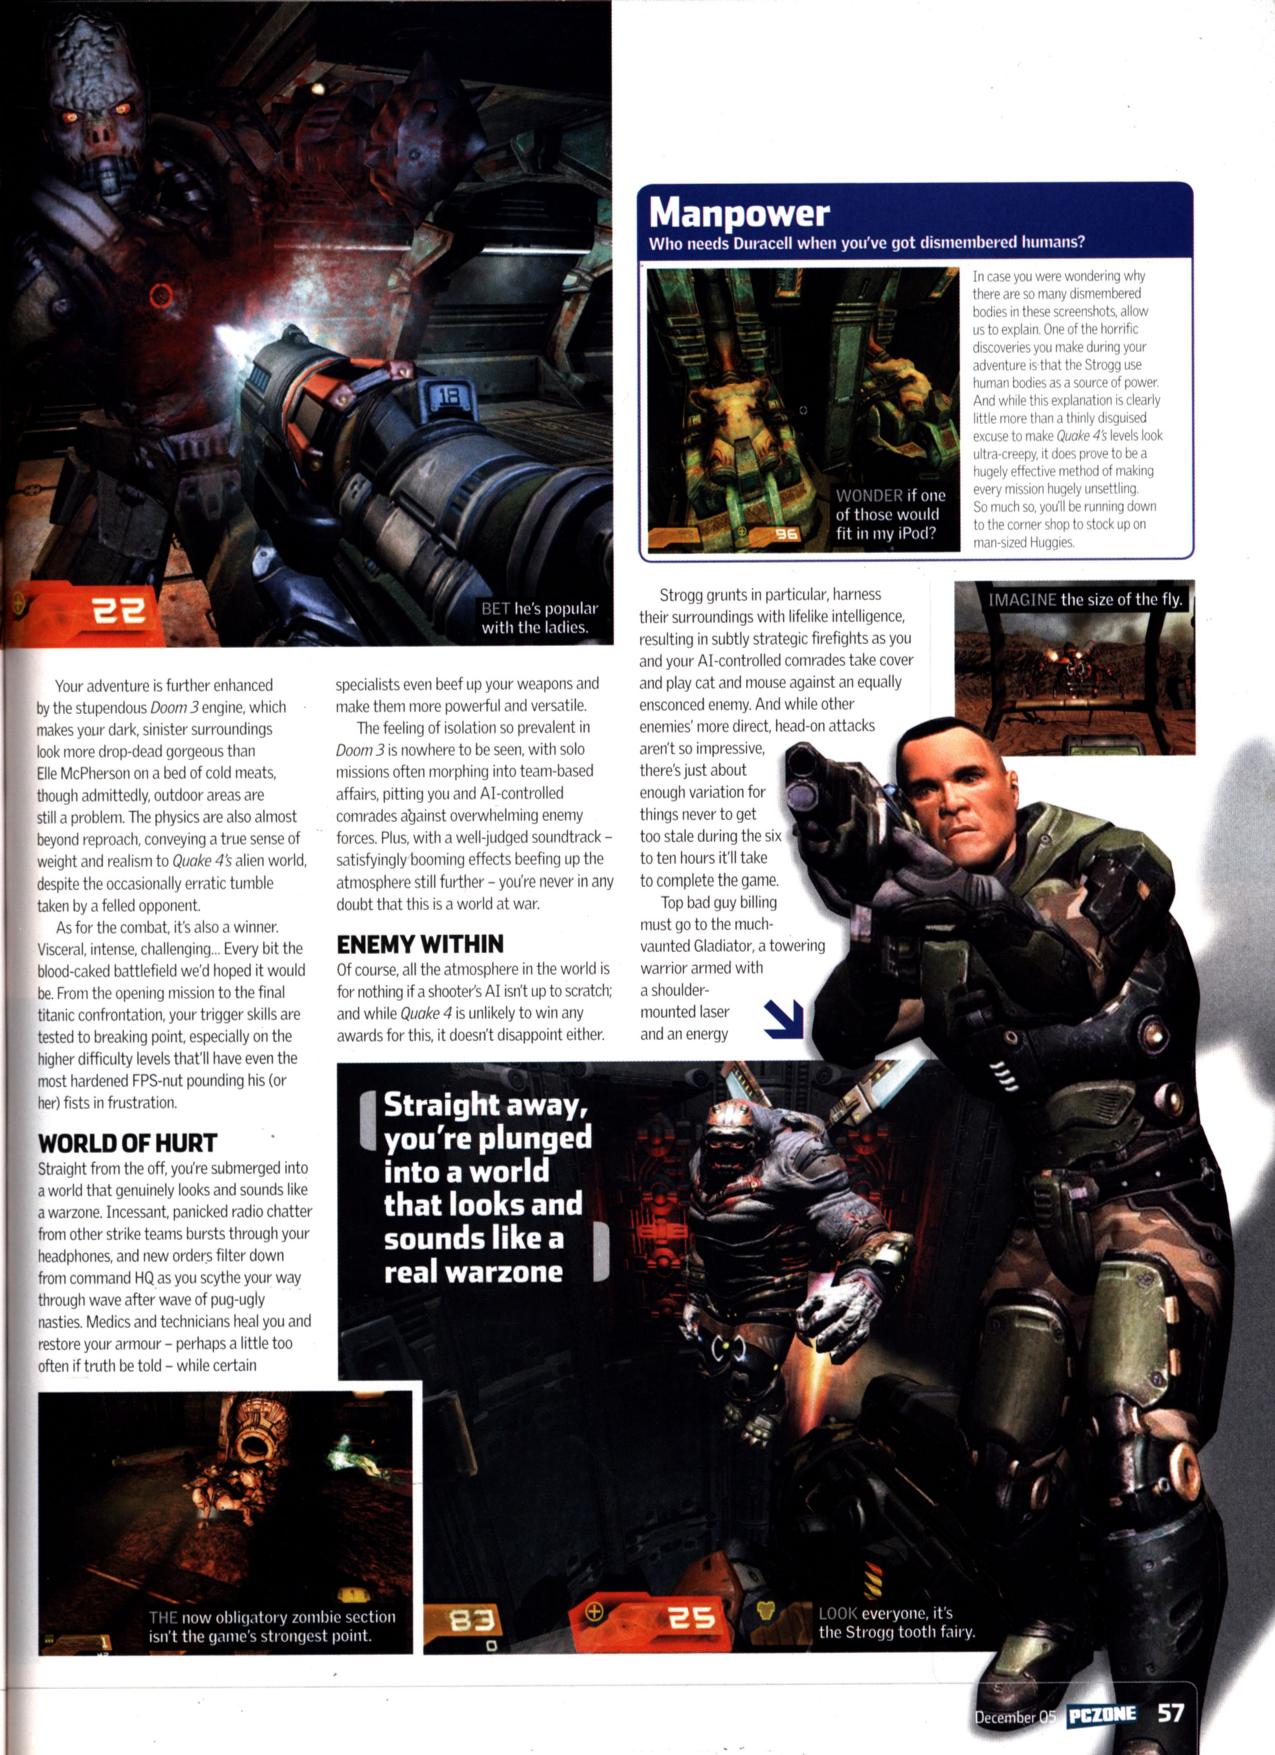 22
18
BET he's popular
with the ladies.
Manpower
Who needs Duracell when you've got dismembered humans?
WONDER if one
of those would
fit in my iPod?
96
In case you were wondering why
there are so many dismembered
bodies in these screenshots, allow
us to explain. One of the horrific
discoveries you make during your
adventure is that the Strogg use
human bodies as a source of power.
And while this explanation is clearly
little more than a thinly disguised
excuse to make Quake 4's levels look
ultra-creepy, it does prove to be a
hugely effective method of making
every mission hugely unsettling.
So much so, you'll be running down
to the corner shop to stock up on
man-sized Huggies.
Your adventure is further enhanced
by the stupendous Doom 3 engine, which
makes your dark, sinister surroundings
look more drop-dead gorgeous than
Elle McPherson on a bed of cold meats,
though admittedly, outdoor areas are
still a problem. The physics are also almost
beyond reproach, conveying a true sense of
weight and realism to Quake 4's alien world,
despite the occasionally erratic tumble
taken by a felled opponent.
As for the combat, it's also a winner.
Visceral, intense, challenging... Every bit the
blood-caked battlefield we'd hoped it would
be. From the opening mission to the final
titanic confrontation, your trigger skills are
tested to breaking point, especially on the
higher difficulty levels that'll have even the
most hardened FPS-nut pounding his (or
her) fists in frustration.
WORLD OF HURT
Straight from the off, you're submerged into
a world that genuinely looks and sounds like
a warzone. Incessant, panicked radio chatter
from other strike teams bursts through your
headphones, and new orders filter down
from command HQ as you scythe your way
through wave after wave of pug-ugly
nasties. Medics and technicians heal you and
restore your armour – perhaps a little too
often if truth be told – while certain
specialists even beef up your weapons and
make them more powerful and versatile.
The feeling of isolation so prevalent in
Doom 3 is nowhere to be seen, with solo
missions often morphing into team-based
affairs, pitting you and AI-controlled
comrades against overwhelming enemy
forces. Plus, with a well-judged soundtrack –
satisfyingly booming effects beefing up the
atmosphere still further – you're never in any
doubt that this is a world at war.
ENEMY WITHIN
Of course, all the atmosphere in the world is
for nothing if a shooter's AI isn't up to scratch;
and while Quake 4 is unlikely to win any
awards for this, it doesn't disappoint either.
Strogg grunts in particular, harness
their surroundings with lifelike intelligence,
resulting in subtly strategic firefights as you
and your AI-controlled comrades take cover
and play cat and mouse against an equally
ensconced enemy. And while other
enemies' more direct, head-on attacks
aren't so impressive,
there's just about
enough variation for
things never to get
too stale during the six
to ten hours it'll take
to complete the game.
Top bad guy billing
must go to the much-
vaunted Gladiator, a towering
warrior armed with
a shoulder-
mounted laser
and an energy
IMAGINE the size of the fly.
Straight away,
you're plunged
into a world
that looks and
sounds like a
real warzone
THE now obligatory zombie section
isn't the game's strongest point.
1
83
0
25
LOOK everyone, it's
the Strogg tooth fairy.
December 05 PCZONE 57